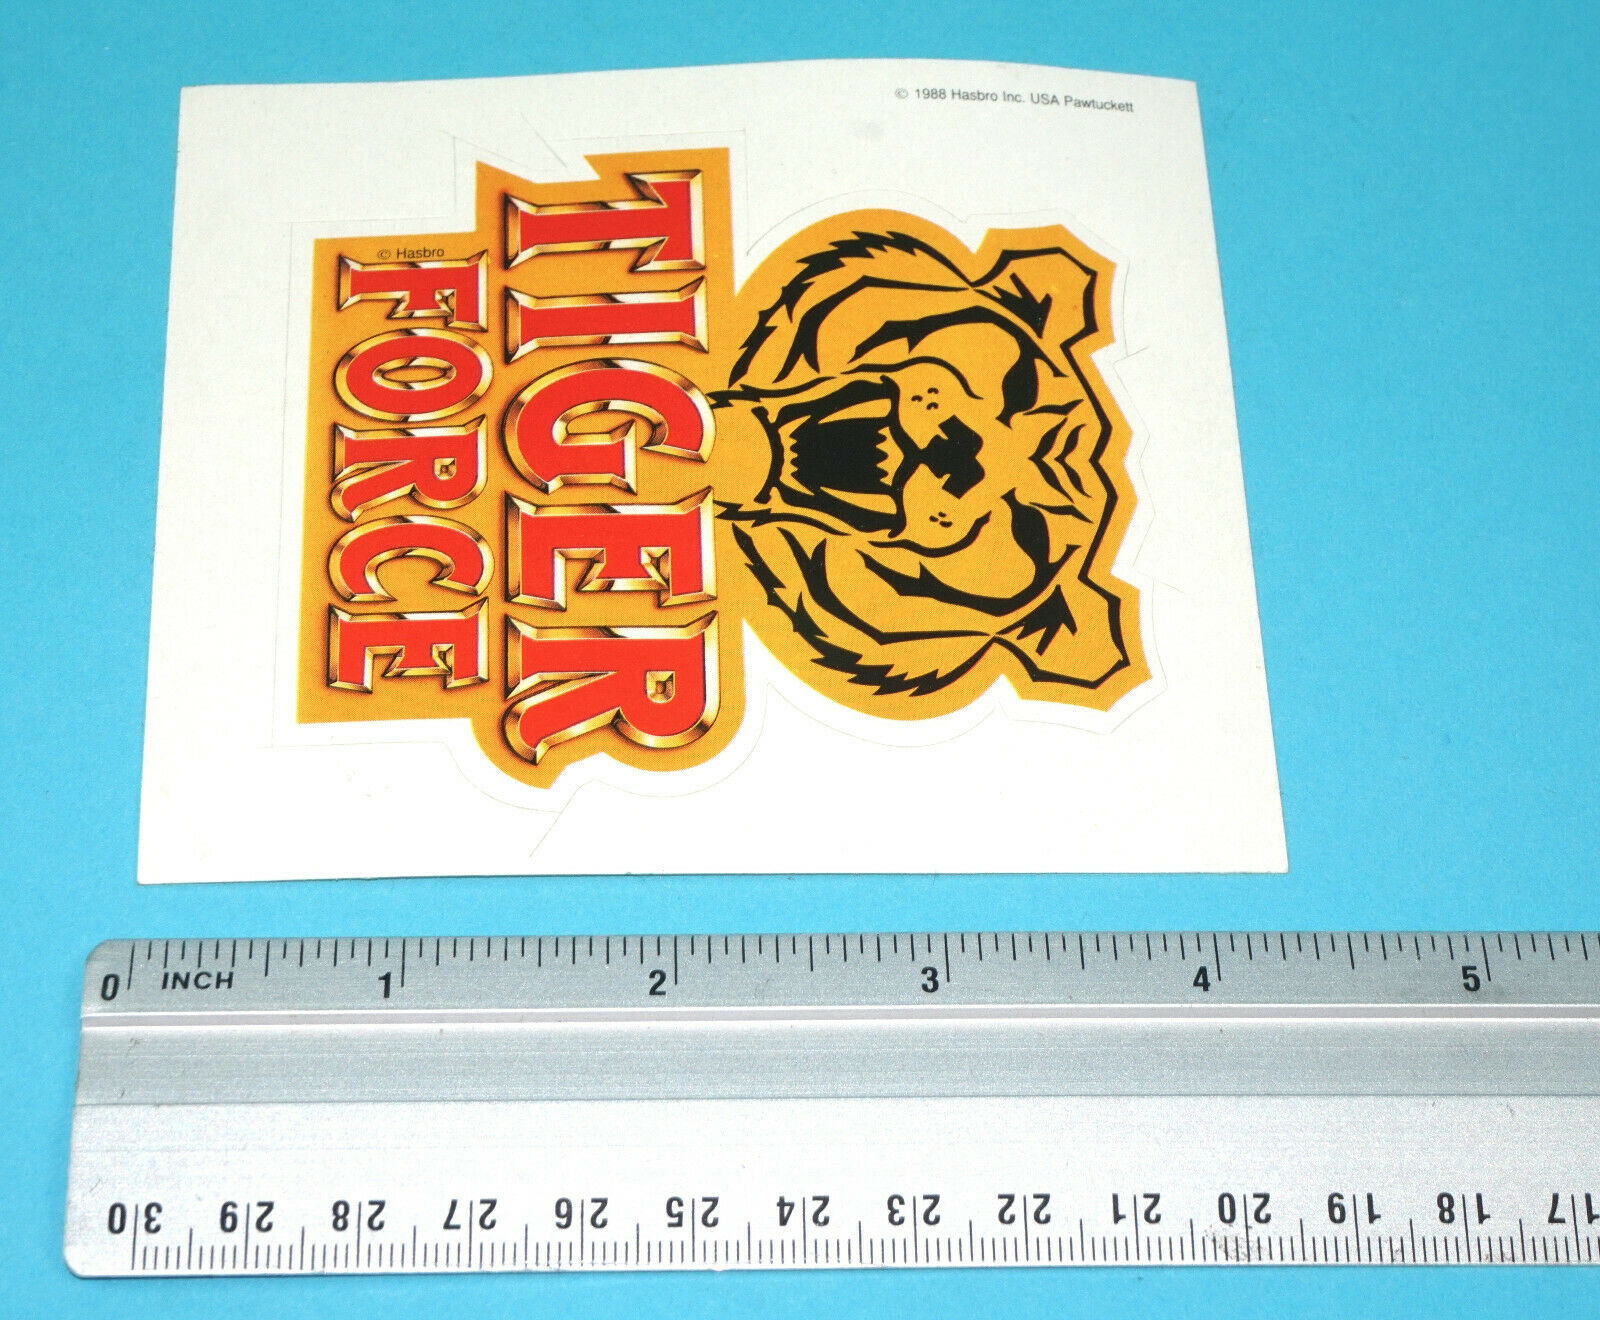 © 1988 Hasbro Inc. USA Pawtuckett
TIGER
FORCE
© Hasbro
0 INCH 1 2 3 4 5
30 29 28 27 26 25 24 23 22 21 20 19 18 17